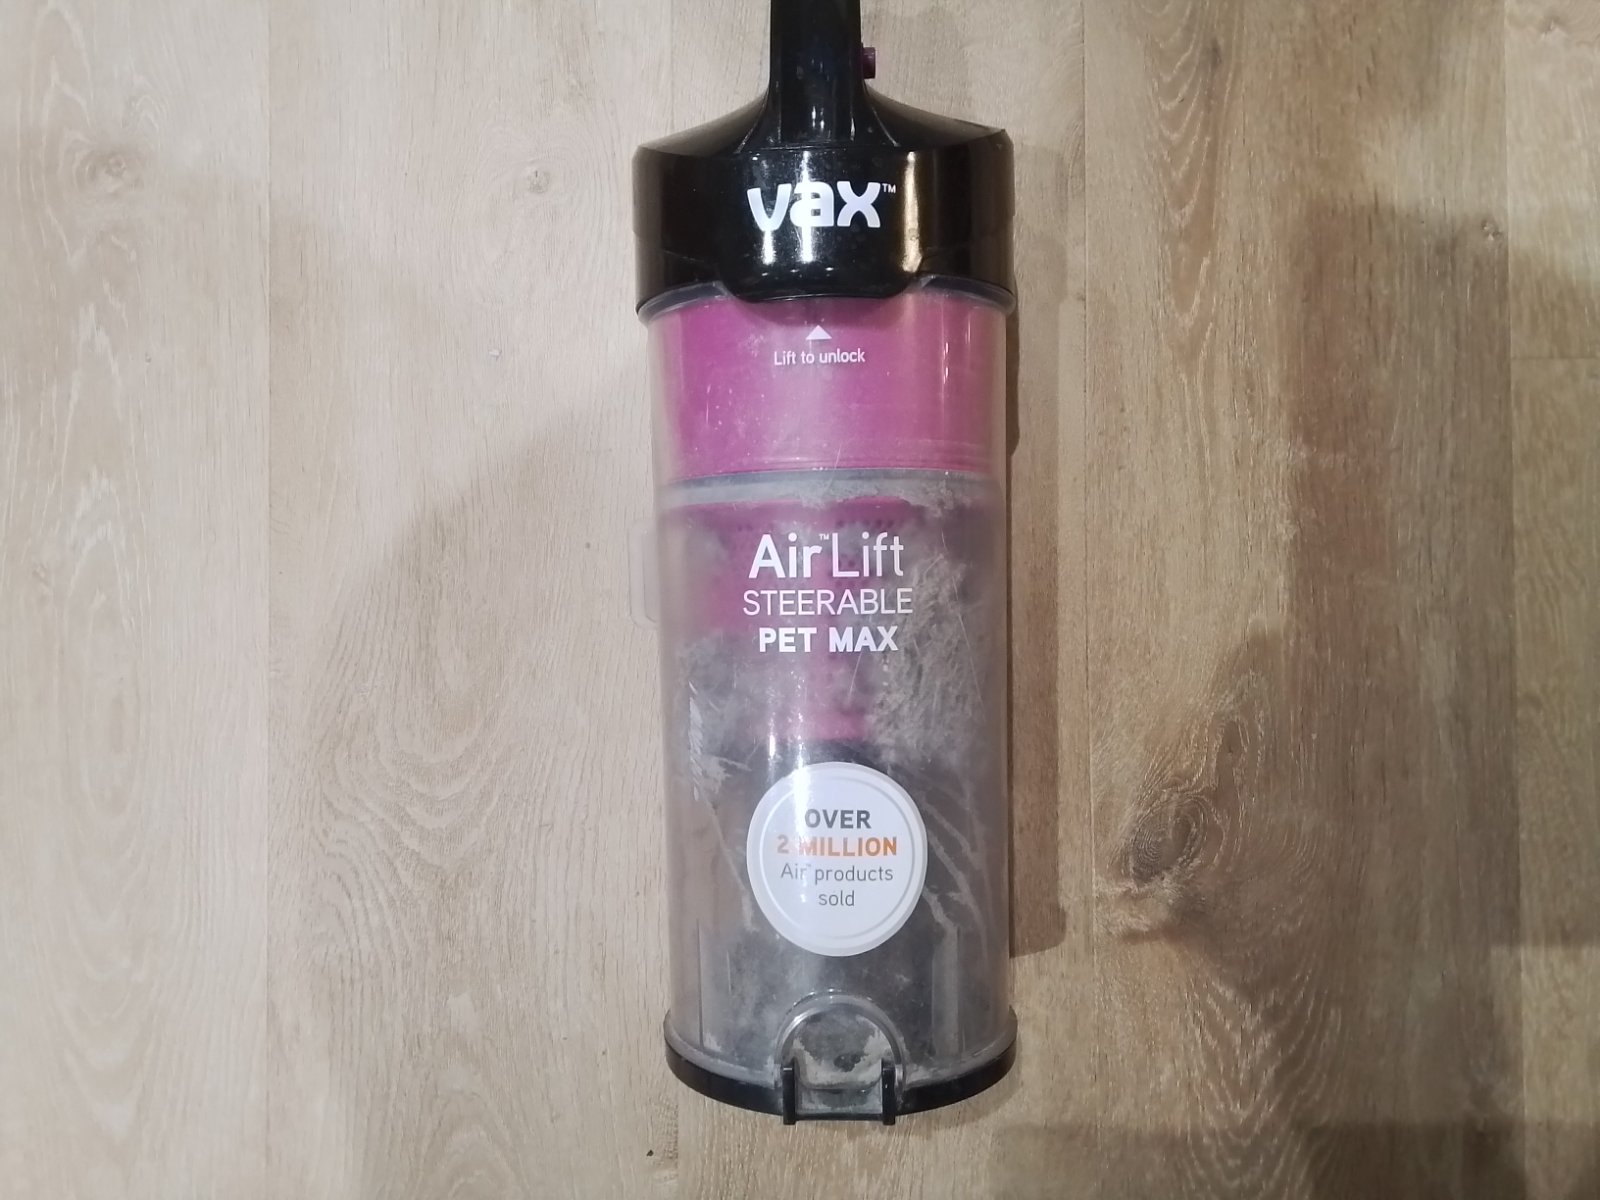 vax™
Lift to unlock
Air™Lift
STEERABLE
PET MAX
OVER
2 MILLION
Air™ products
sold